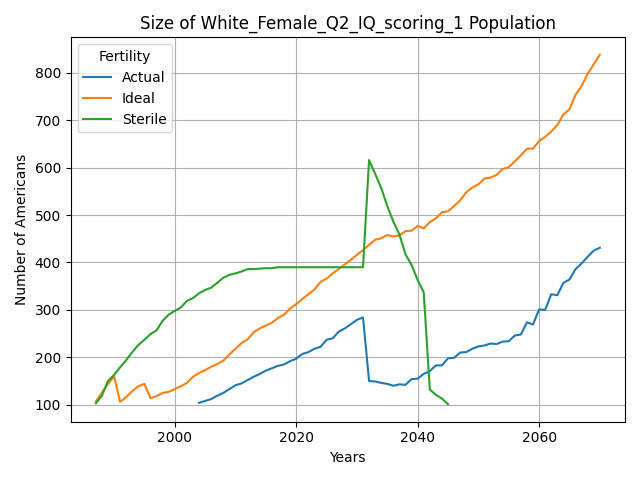 Size of White_Female_Q2_IQ_scoring_1 Population
Fertility
Actual
Ideal
Sterile
Number of Americans
800
700
600
500
400
300
200
100
2000
2020
2040
2060
Years